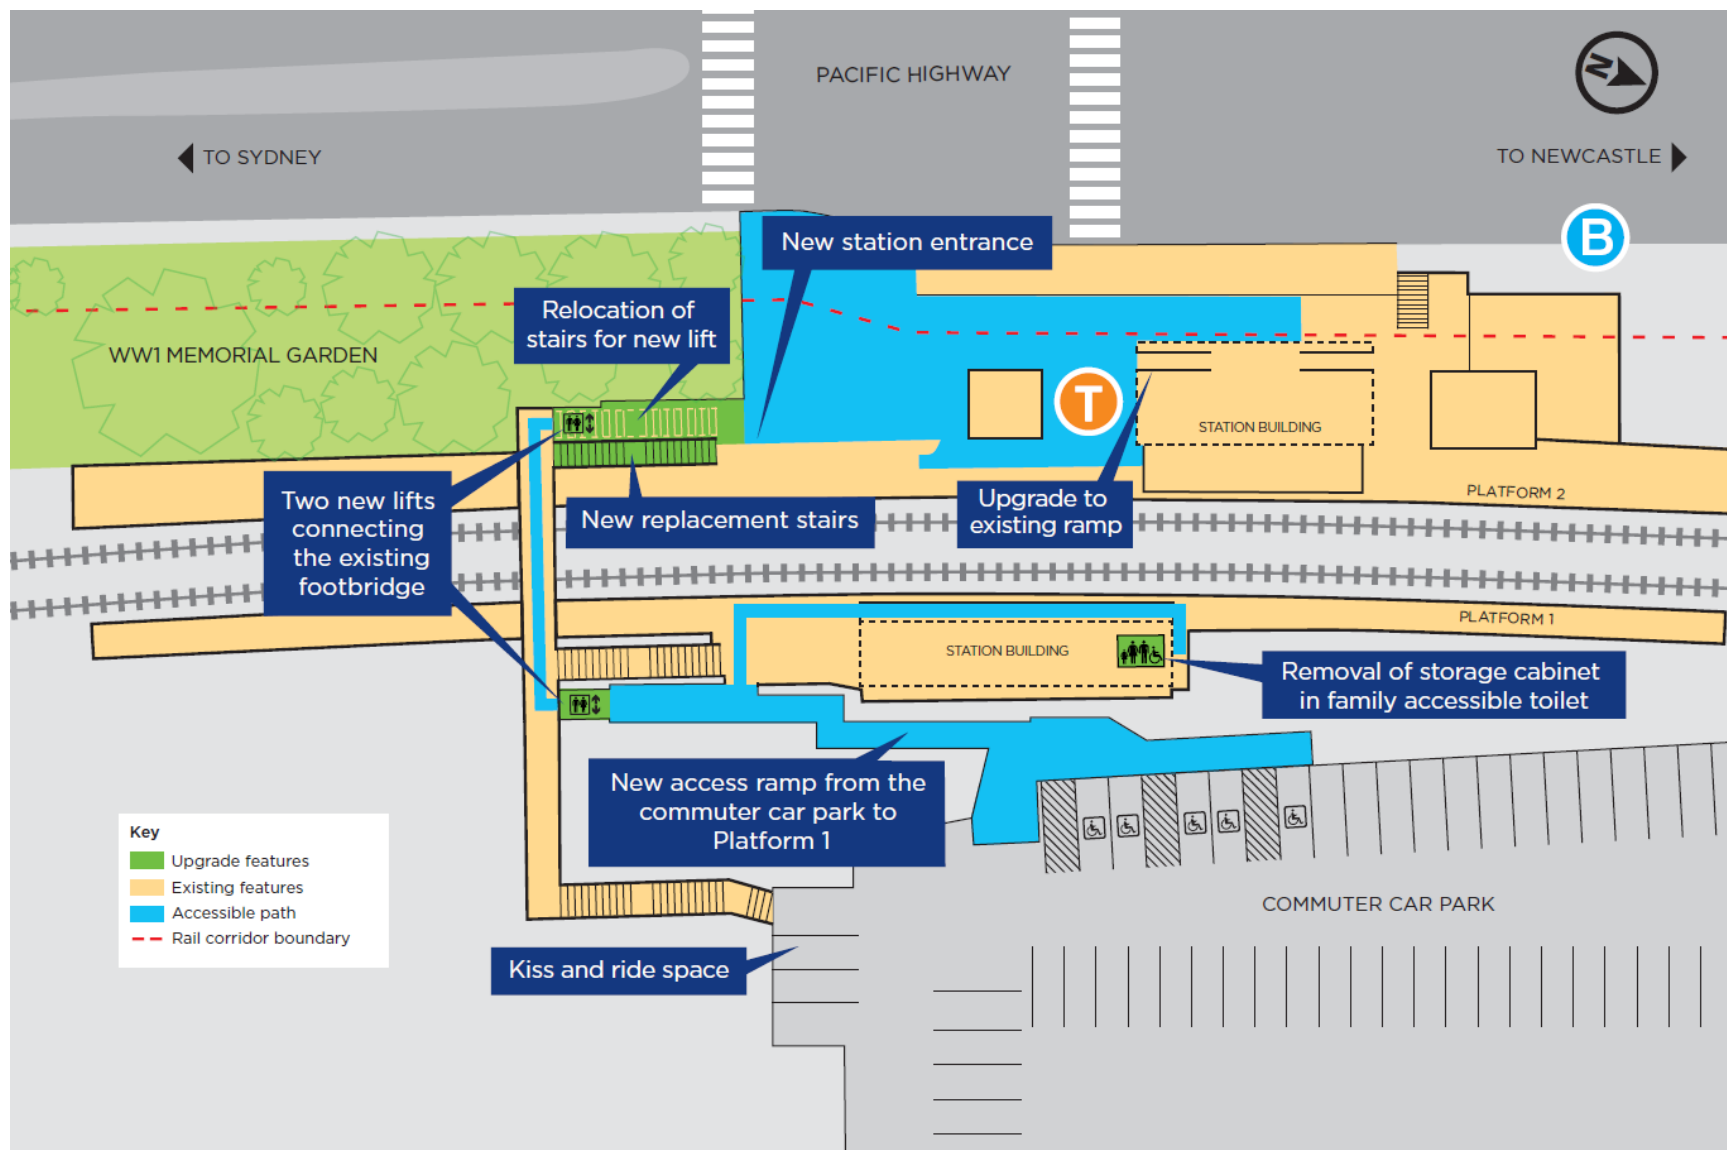 PACIFIC HIGHWAY
N
TO SYDNEY
TO NEWCASTLE
B
New station entrance
Relocation of
stairs for new lift
WW1 MEMORIAL GARDEN
T
STATION BUILDING
Two new lifts
connecting
the existing
footbridge
New replacement stairs
Upgrade to
existing ramp
PLATFORM 2
PLATFORM 1
STATION BUILDING
Removal of storage cabinet
in family accessible toilet
New access ramp from the
commuter car park to
Platform 1
Key
Upgrade features
Existing features
Accessible path
Rail corridor boundary
COMMUTER CAR PARK
Kiss and ride space